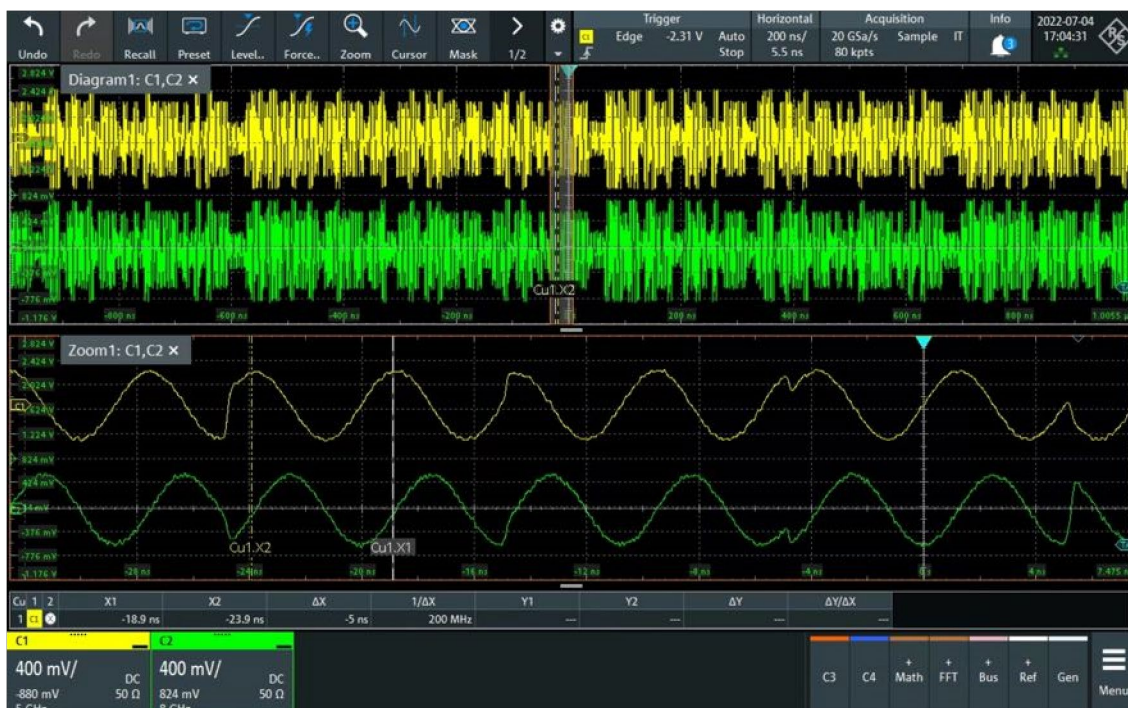 Undo Redo Recall Preset Level.. Force.. Zoom Cursor Mask 1/2
Trigger Horizontal Acquisition Info 2022-07-04
C1 Edge -2.31 V Auto 200 ns/ 20 GSa/s Sample IT 3 17:04:31
Stop 5.5 ns 80 kpts
2.824 V
Diagram1: C1,C2 ×
2.424 V
824 mV
-776 mV
Cu1.X2
-1.176 V -800 ns -600 ns -400 ns -200 ns 200 ns 400 ns 600 ns 800 ns 1.0055 µ
2.824 V
Zoom1: C1,C2 ×
2.424 V
2.024 V
C1 1.624 V
1.224 V
824 mV
424 mV
-376 mV
Cu1.X2 Cu1.X1
-776 mV
-1.176 V -28 ns -24 ns -20 ns -16 ns -12 ns -8 ns -4 ns 0 s 4 ns 7.475 ns
Cu 1 2 X1 X2 ΔX 1/ΔX Y1 Y2 ΔY ΔY/ΔX
1 C1 X -18.9 ns -23.9 ns -5 ns 200 MHz --- --- --- ---
C1 C2
400 mV/ DC 400 mV/ DC
-880 mV 50 Ω 824 mV 50 Ω
C3 C4 + Math + FFT + Bus + Ref Gen Menu